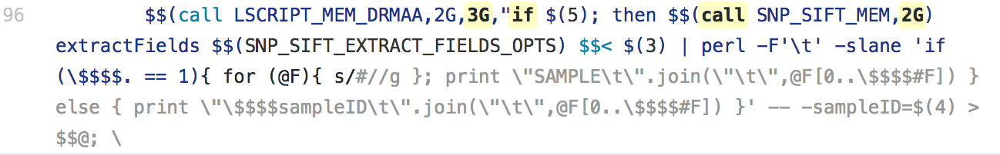 96 $$(call LSCRIPT_MEM_DRMAA,2G,3G,"if $(5); then $$(call SNP_SIFT_MEM,2G)
extractFields $$(SNP_SIFT_EXTRACT_FIELDS_OPTS) $$< $(3) | perl -F'\t' -slane 'if
(\$$$$. == 1){ for (@F){ s/#//g }; print \"SAMPLE\t\".join(\"\t\",@F[0..\$$$$#F]) }
else { print \"\$$$$sampleID\t\".join(\"\t\",@F[0..\$$$$#F]) }' -- -sampleID=$(4) >
$$@; \